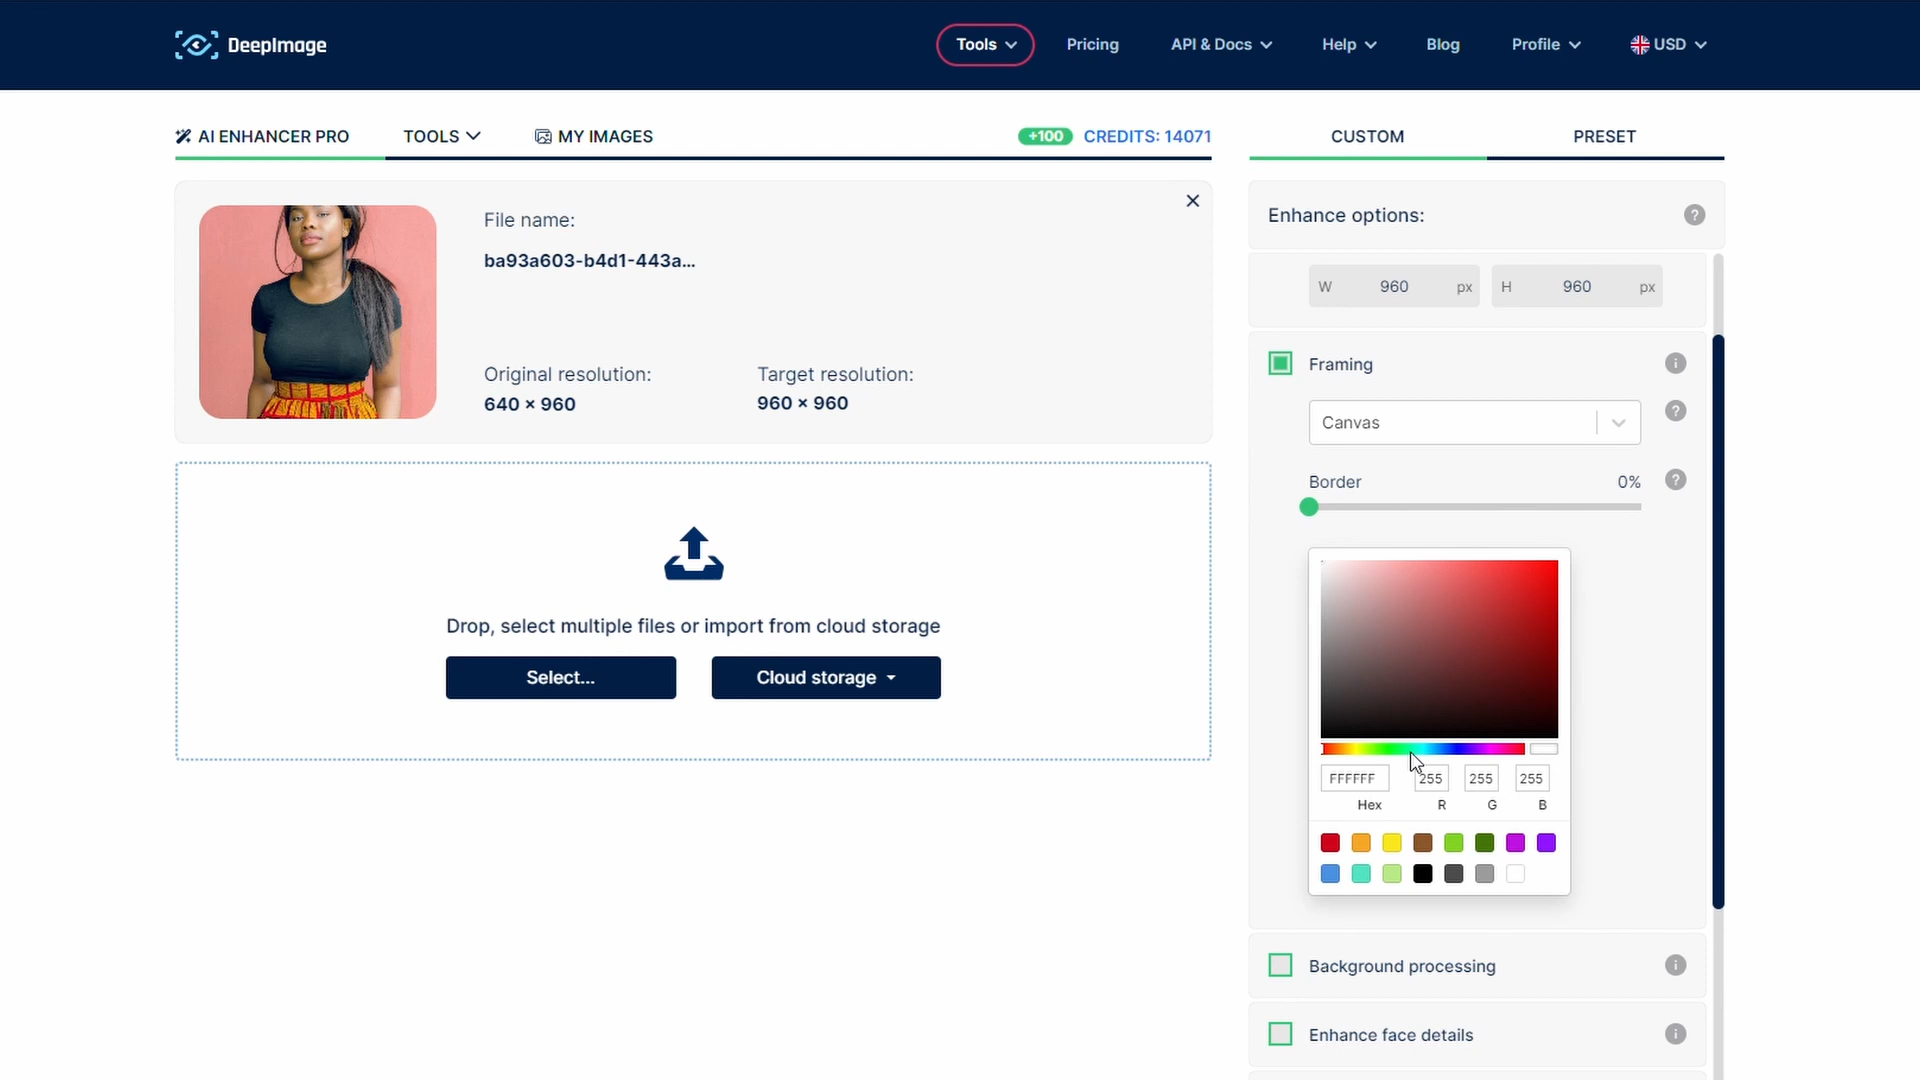 DeepImage
Tools
Pricing
API & Docs
Help
Blog
Profile
USD
AI ENHANCER PRO
TOOLS
MY IMAGES
+100
CREDITS: 14071
CUSTOM
PRESET
File name:
ba93a603-b4d1-443a...
Original resolution:
640 × 960
Target resolution:
960 × 960
Drop, select multiple files or import from cloud storage
Select...
Cloud storage
Enhance options:
?
W 960 px
H 960 px
Framing
i
Canvas
?
Border 0%
?
FFFFFF 255 255 255
Hex R G B
Background processing
i
Enhance face details
i